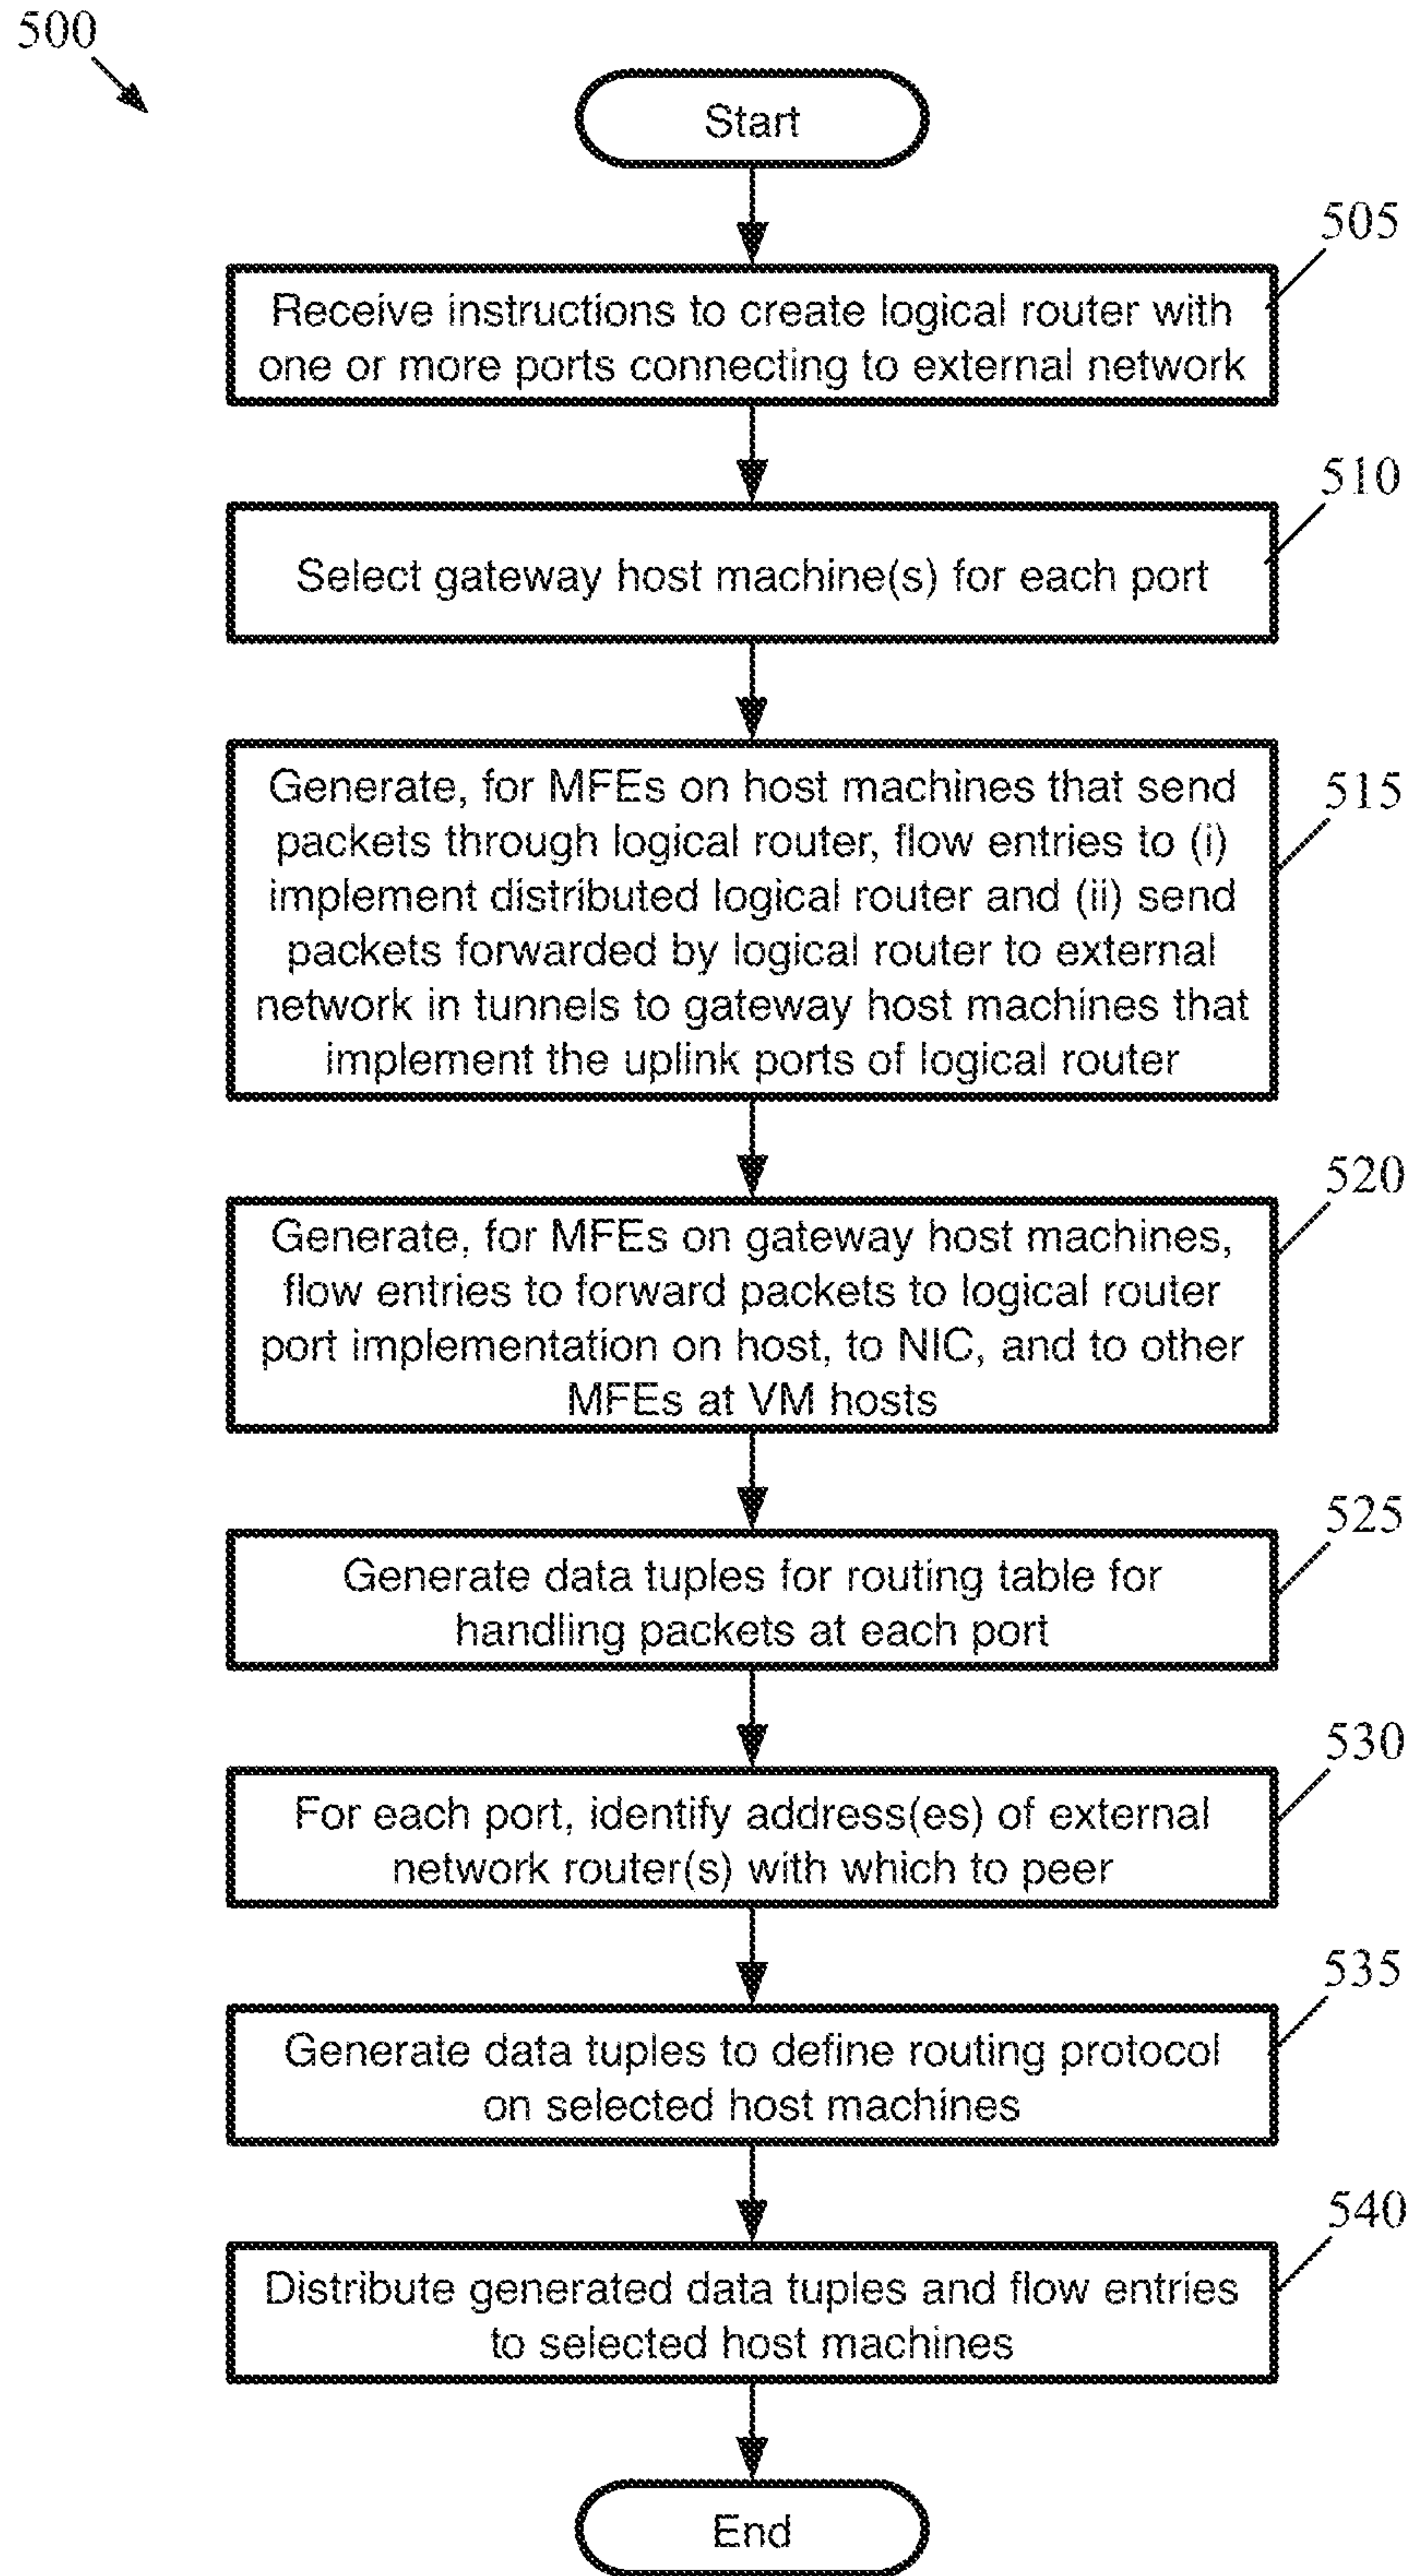 500
Start
505
Receive instructions to create logical router with
one or more ports connecting to external network
510
Select gateway host machine(s) for each port
515
Generate, for MFEs on host machines that send
packets through logical router, flow entries to (i)
implement distributed logical router and (ii) send
packets forwarded by logical router to external
network in tunnels to gateway host machines that
implement the uplink ports of logical router
520
Generate, for MFEs on gateway host machines,
flow entries to forward packets to logical router
port implementation on host, to NIC, and to other
MFEs at VM hosts
525
Generate data tuples for routing table for
handling packets at each port
530
For each port, identify address(es) of external
network router(s) with which to peer
535
Generate data tuples to define routing protocol
on selected host machines
540
Distribute generated data tuples and flow entries
to selected host machines
End